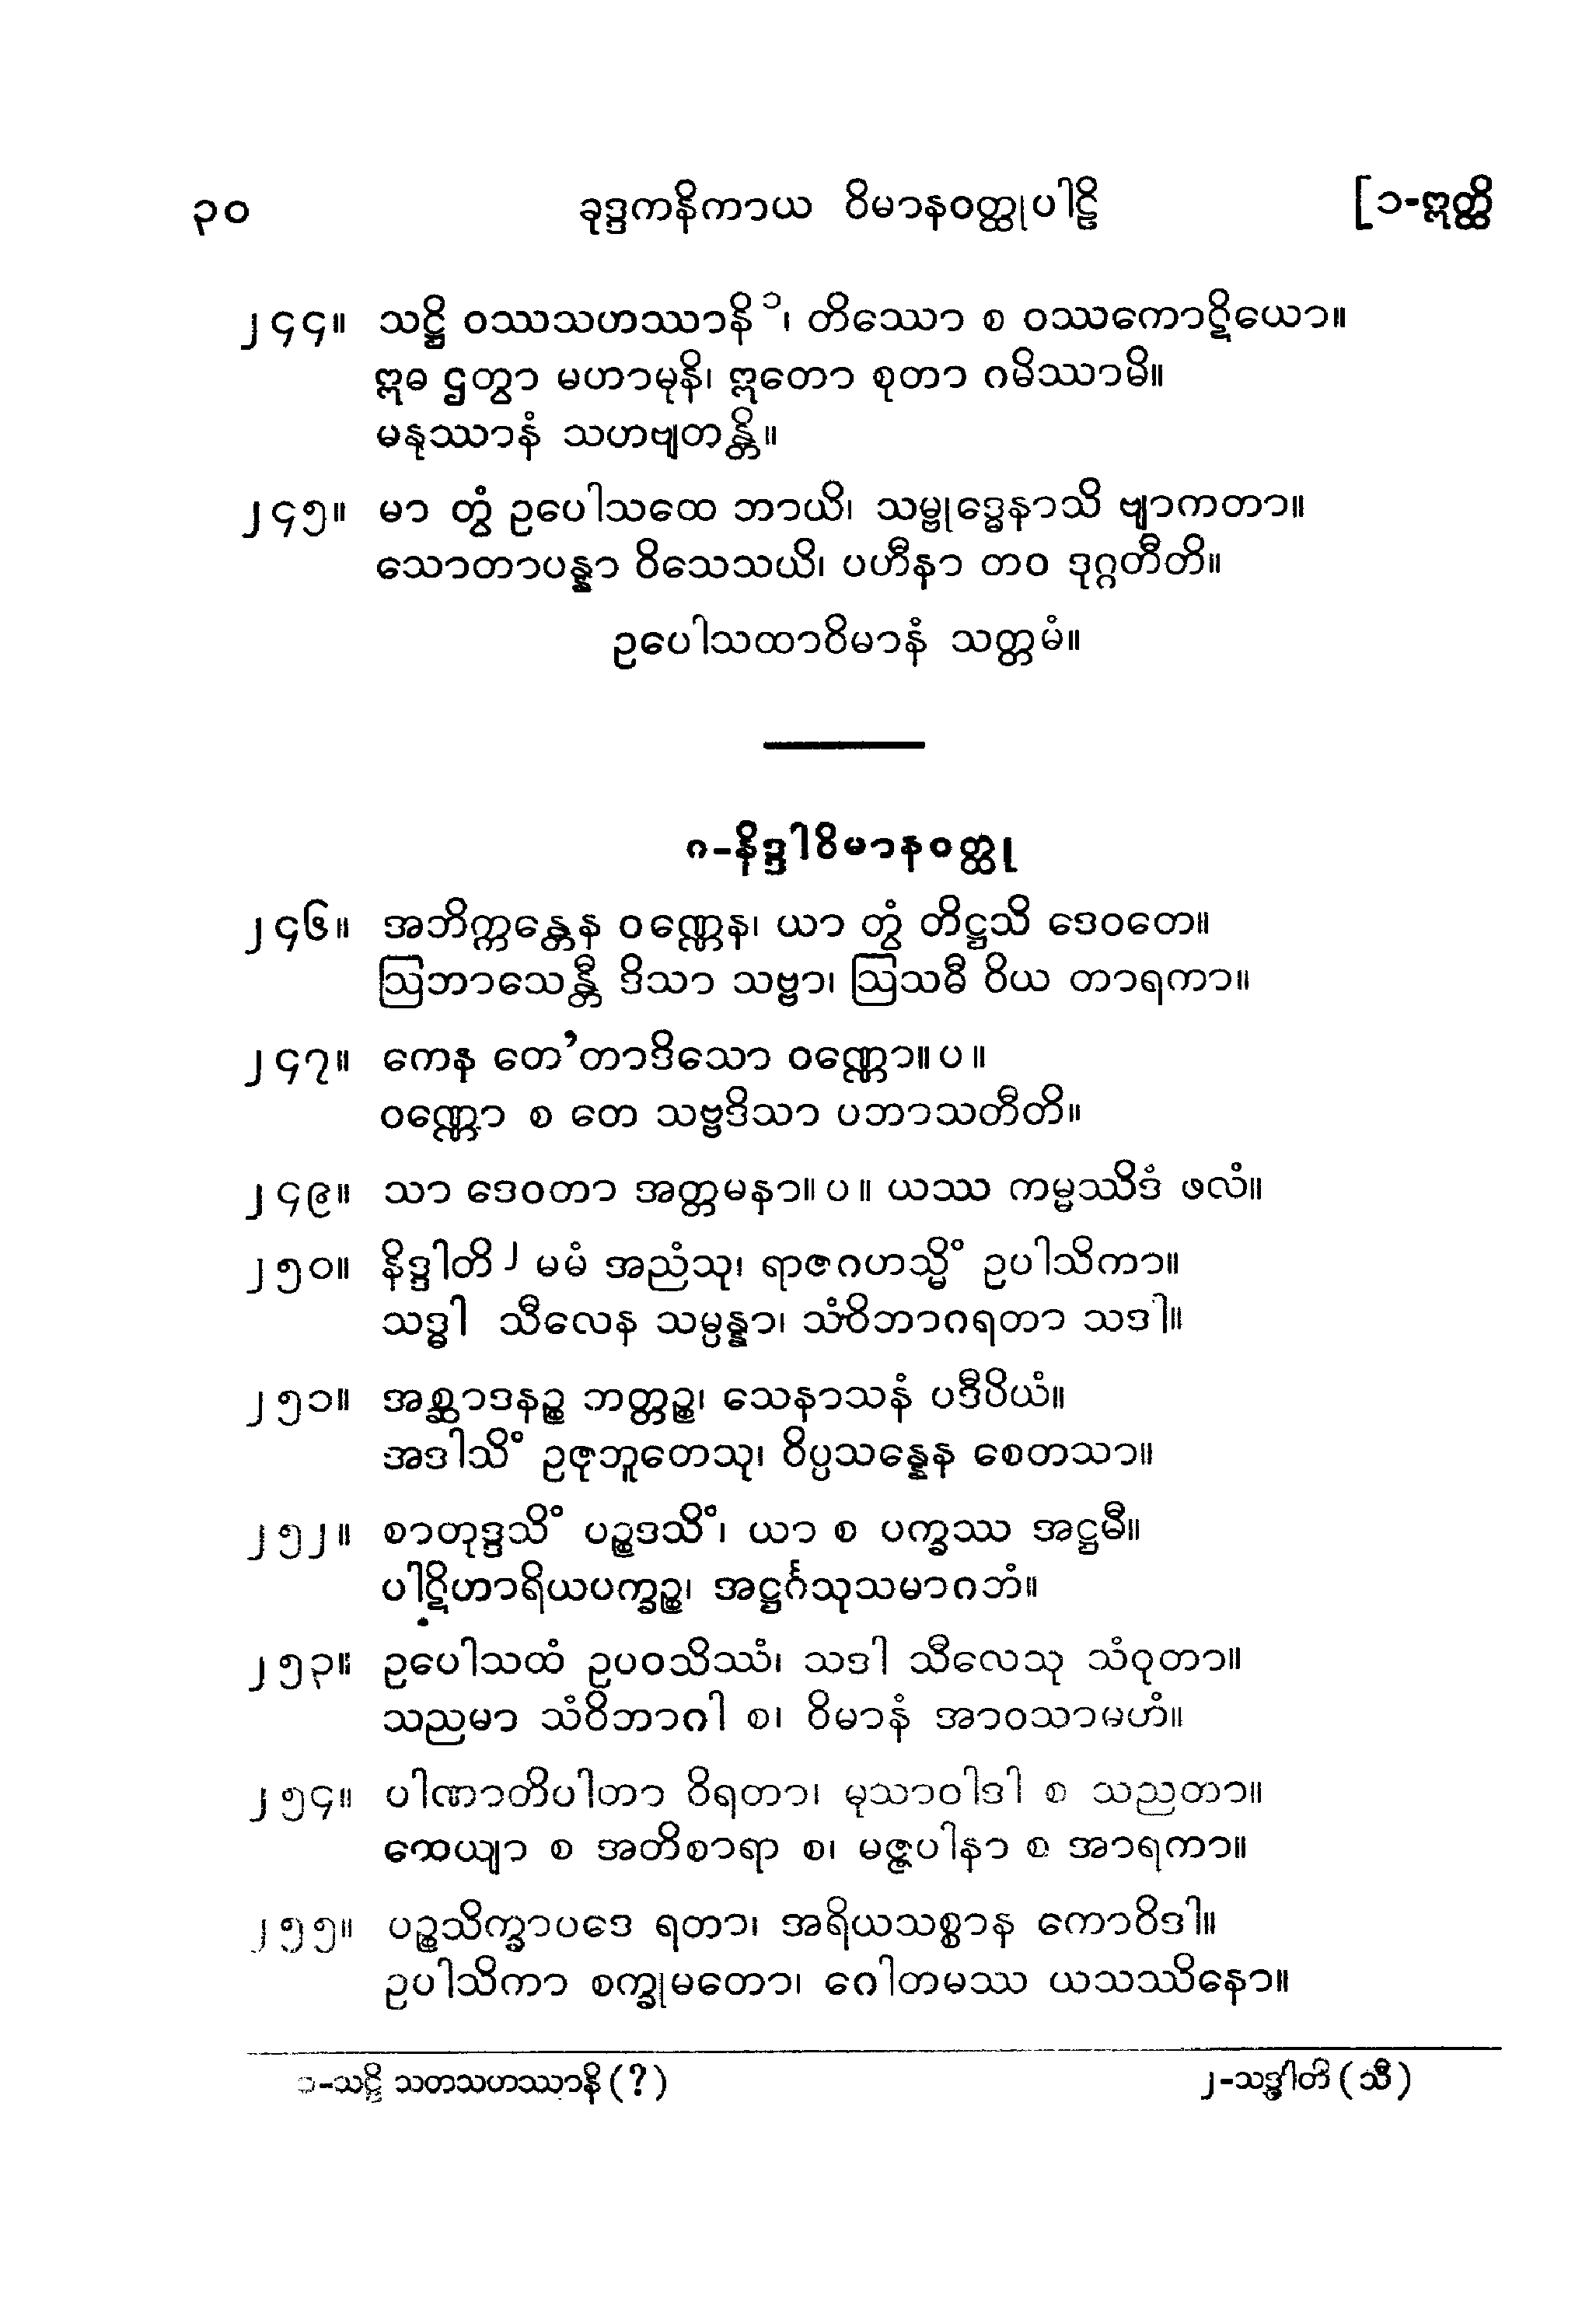 ၃၀ ခုဒ္ဒကနိကာယ ဝိမာနဝတ္ထုပါဠိ [၁-ဣတ္ထိ
၂၄၄။ သဋ္ဌိ ဝဿသဟဿာနိ ၁၊ တိဿော စ ဝဿကောဋိယော။
ဣဓ ဌတွာ မဟာမုနိ၊ ဣတော စုတာ ဂမိဿာမိ။
မနုဿာနံ သဟဗျတန္တိ။
၂၄၅။ မာ တွံ ဥပေါသထေ ဘာယိ၊ သမ္ဗုဒ္ဓေနာသိ ဗျာကတာ။
သောတာပန္နာ ဝိသေသယိ၊ ပဟီနာ တဝ ဒုဂ္ဂတီတိ။
ဥပေါသထာဝိမာနံ သတ္တမံ။
ဂ-နိဒ္ဒါဝိမာနဝတ္ထု
၂၄၆။ အဘိက္ကန္တေန ဝဏ္ဏေန၊ ယာ တွံ တိဋ္ဌသိ ဒေဝတေ။
ဩဘာသေန္တီ ဒိသာ သဗ္ဗာ၊ ဩသဓီ ဝိယ တာရကာ။
၂၄၇။ ကေန တေ’တာဒိသော ဝဏ္ဏော။ ပ ။
ဝဏ္ဏော စ တေ သဗ္ဗဒိသာ ပဘာသတီတိ။
၂၄၉။ သာ ဒေဝတာ အတ္တမနာ။ ပ ။ ယဿ ကမ္မဿိဒံ ဖလံ။
၂၅၀။ နိဒ္ဒါတိ ၂ မမံ အညံသု၊ ရာဇဂဟသ္မိံ ဥပါသိကာ။
သဒ္ဓါ သီလေန သမ္ပန္နာ၊ သံဝိဘာဂရတာ သဒါ။
၂၅၁။ အစ္ဆာဒနဉ္စ ဘတ္တဉ္စ၊ သေနာသနံ ပဒီပိယံ။
အဒါသိံ ဥဇုဘူတေသု၊ ဝိပ္ပသန္နေန စေတသာ။
၂၅၂။ စာတုဒ္ဒသိံ ပဉ္စဒသိံ၊ ယာ စ ပက္ခဿ အဋ္ဌမီ။
ပါဋိဟာရိယပက္ခဉ္စ၊ အဋ္ဌင်္ဂသုသမာဂတံ။
၂၅၃။ ဥပေါသထံ ဥပဝသိဿံ၊ သဒါ သီလေသု သံဝုတာ။
သညမာ သံဝိဘာဂါ စ၊ ဝိမာနံ အာဝသာမဟံ။
၂၅၄။ ပါဏာတိပါတာ ဝိရတာ၊ မုသာဝါဒါ စ သညတာ။
ထေယျာ စ အတိစာရာ စ၊ မဇ္ဇပါနာ စ အာရကာ။
၂၅၅။ ပဉ္စသိက္ခာပဒေ ရတာ၊ အရိယသစ္စာန ကောဝိဒါ။
ဥပါသိကာ စက္ခုမတော၊ ဂေါတမဿ ယသဿိနော။
၁-သဋ္ဌိ သတသဟဿာနိ (?) ၂-သဒ္ဓါတိ (သီ)